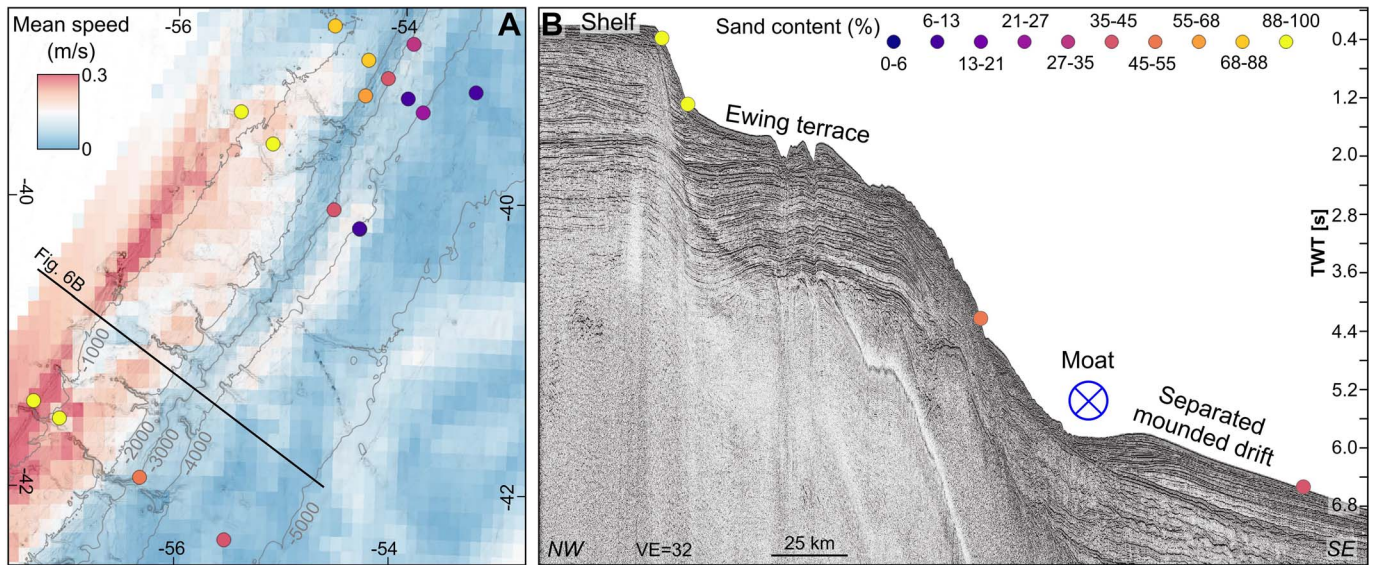 A
-56
-54
Mean speed
(m/s)
0.3
0
-40
-40
Fig. 6B
-1000
-2000
-3000
-4000
-5000
-42
-42
-56
-54
B
Shelf
Sand content (%)
6-13
21-27
35-45
55-68
88-100
0-6
13-21
27-35
45-55
68-88
Ewing terrace
Moat
Separated
mounded drift
TWT [s]
0.4
1.2
2.0
2.8
3.6
4.4
5.2
6.0
6.8
NW
VE=32
25 km
SE